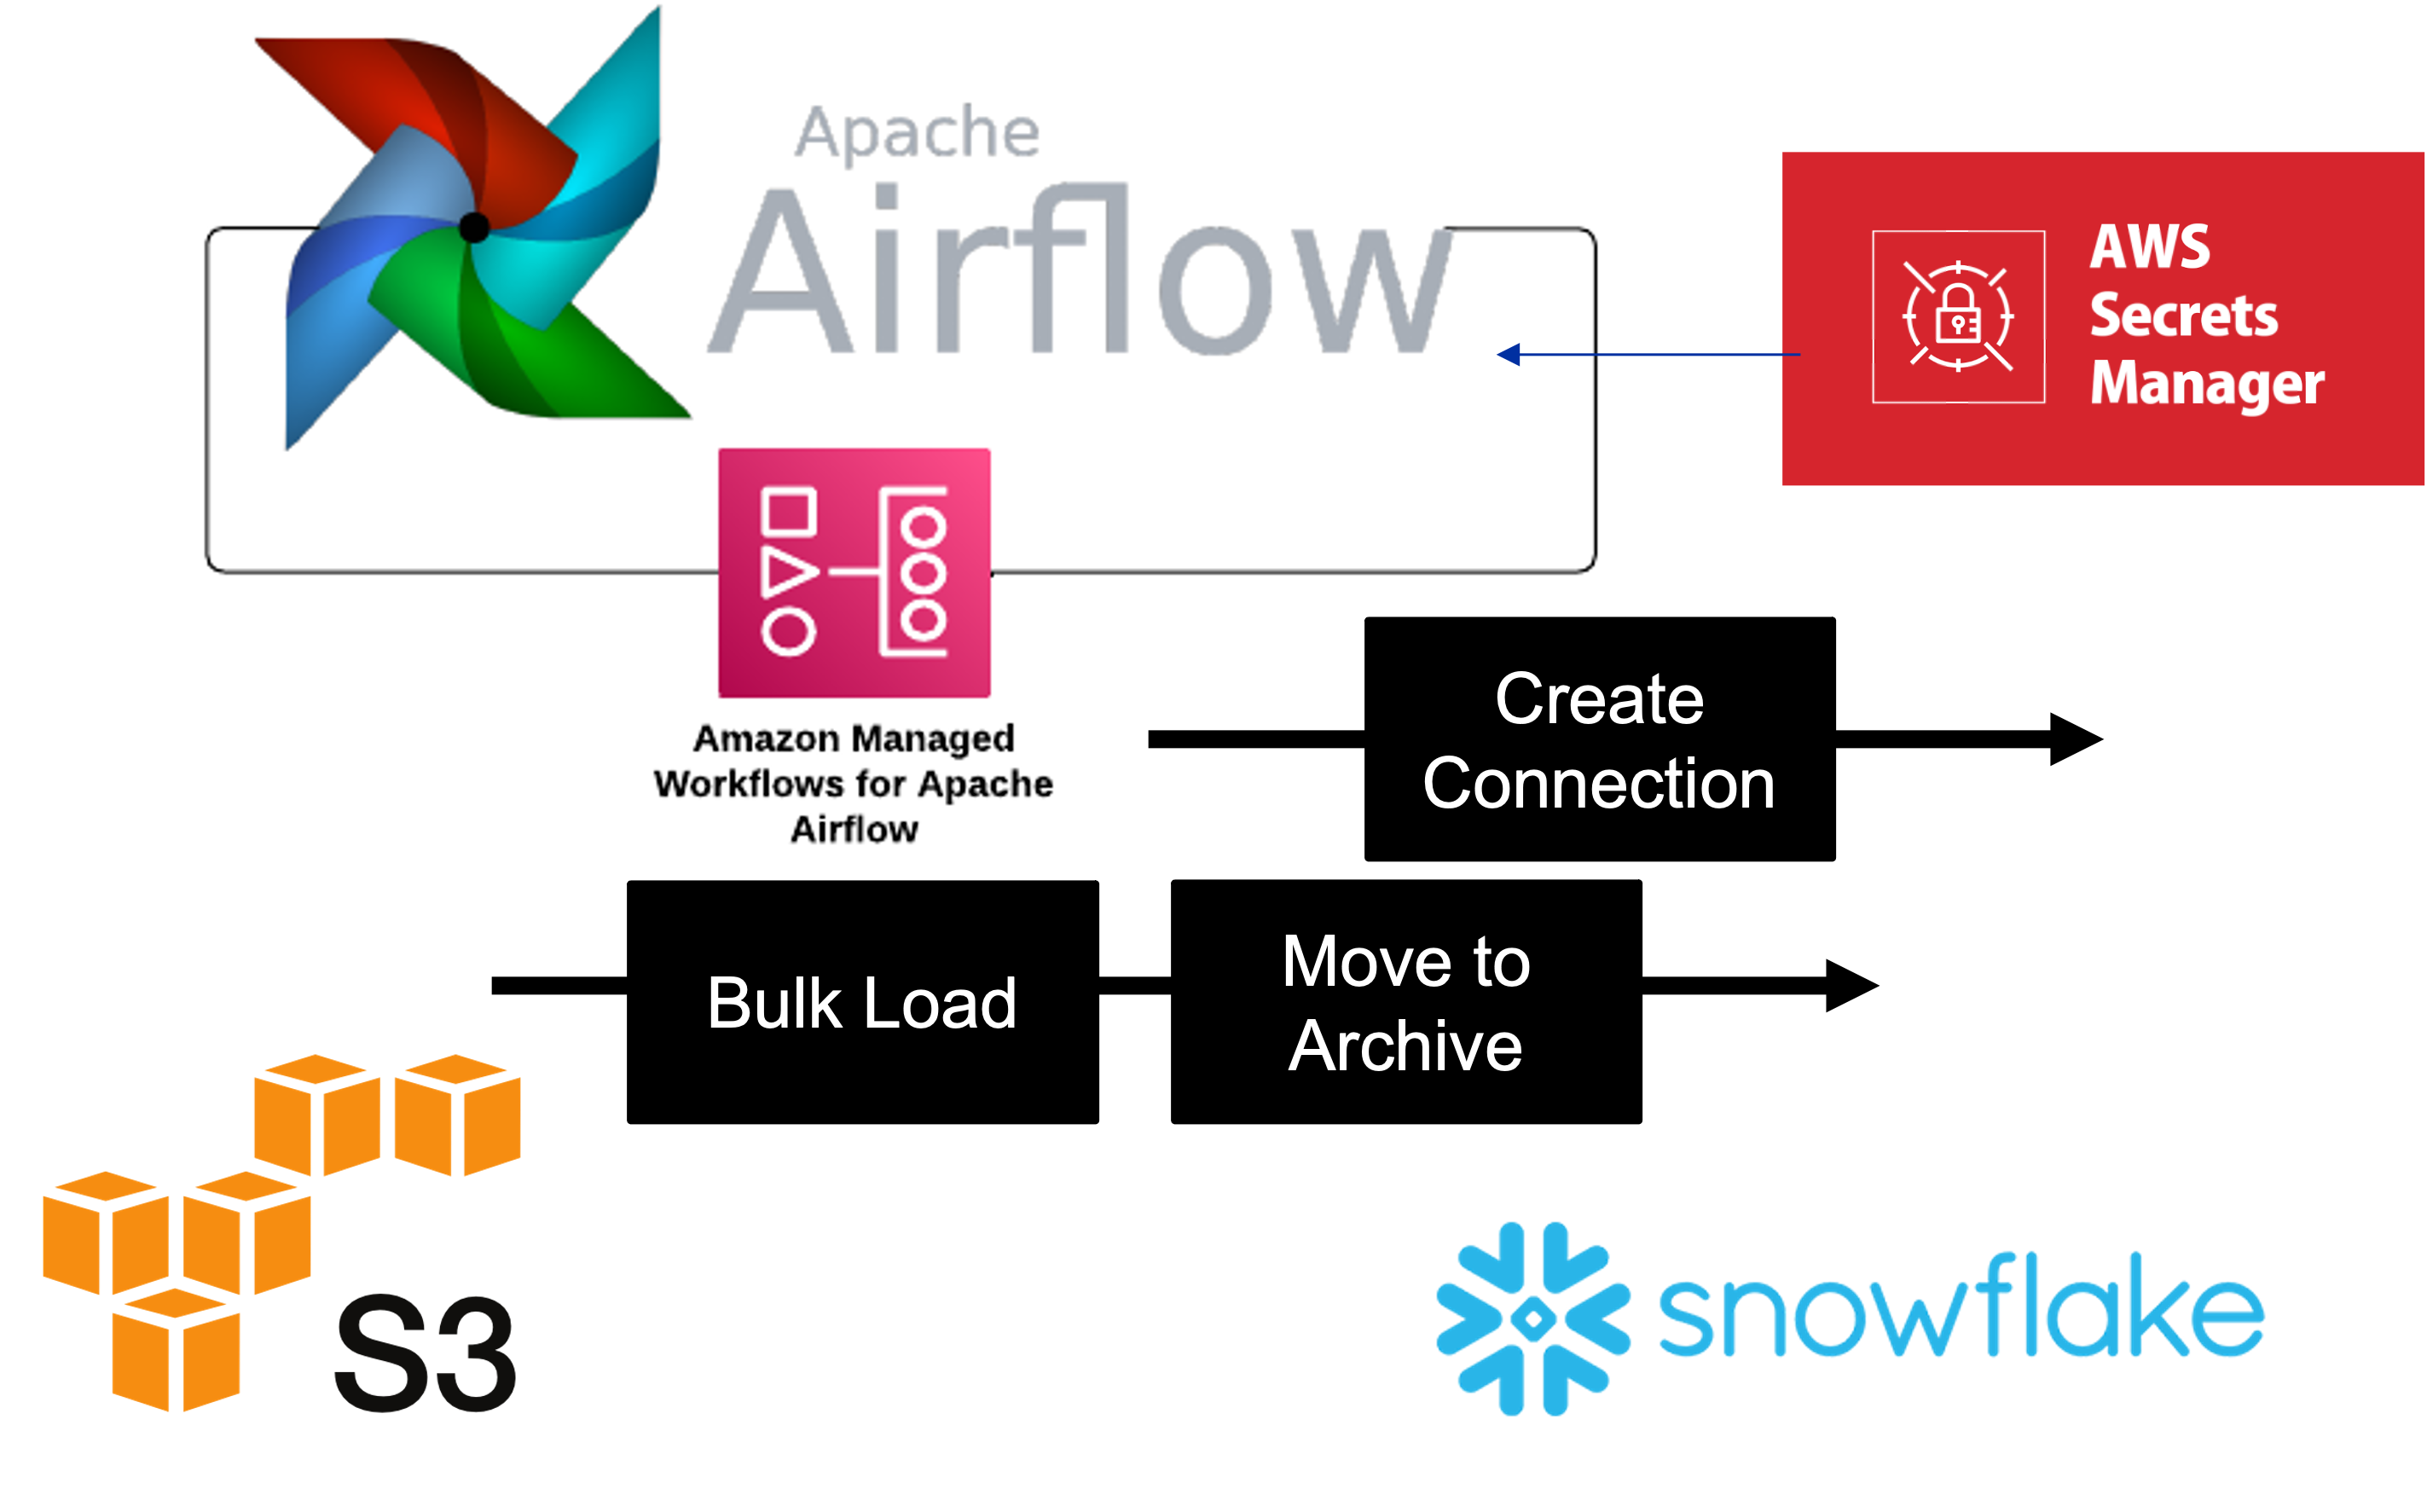 Apache
Airflow
AWS
Secrets
Manager
Amazon Managed
Workflows for Apache
Airflow
Create
Connection
Bulk Load
Move to
Archive
S3
snowflake